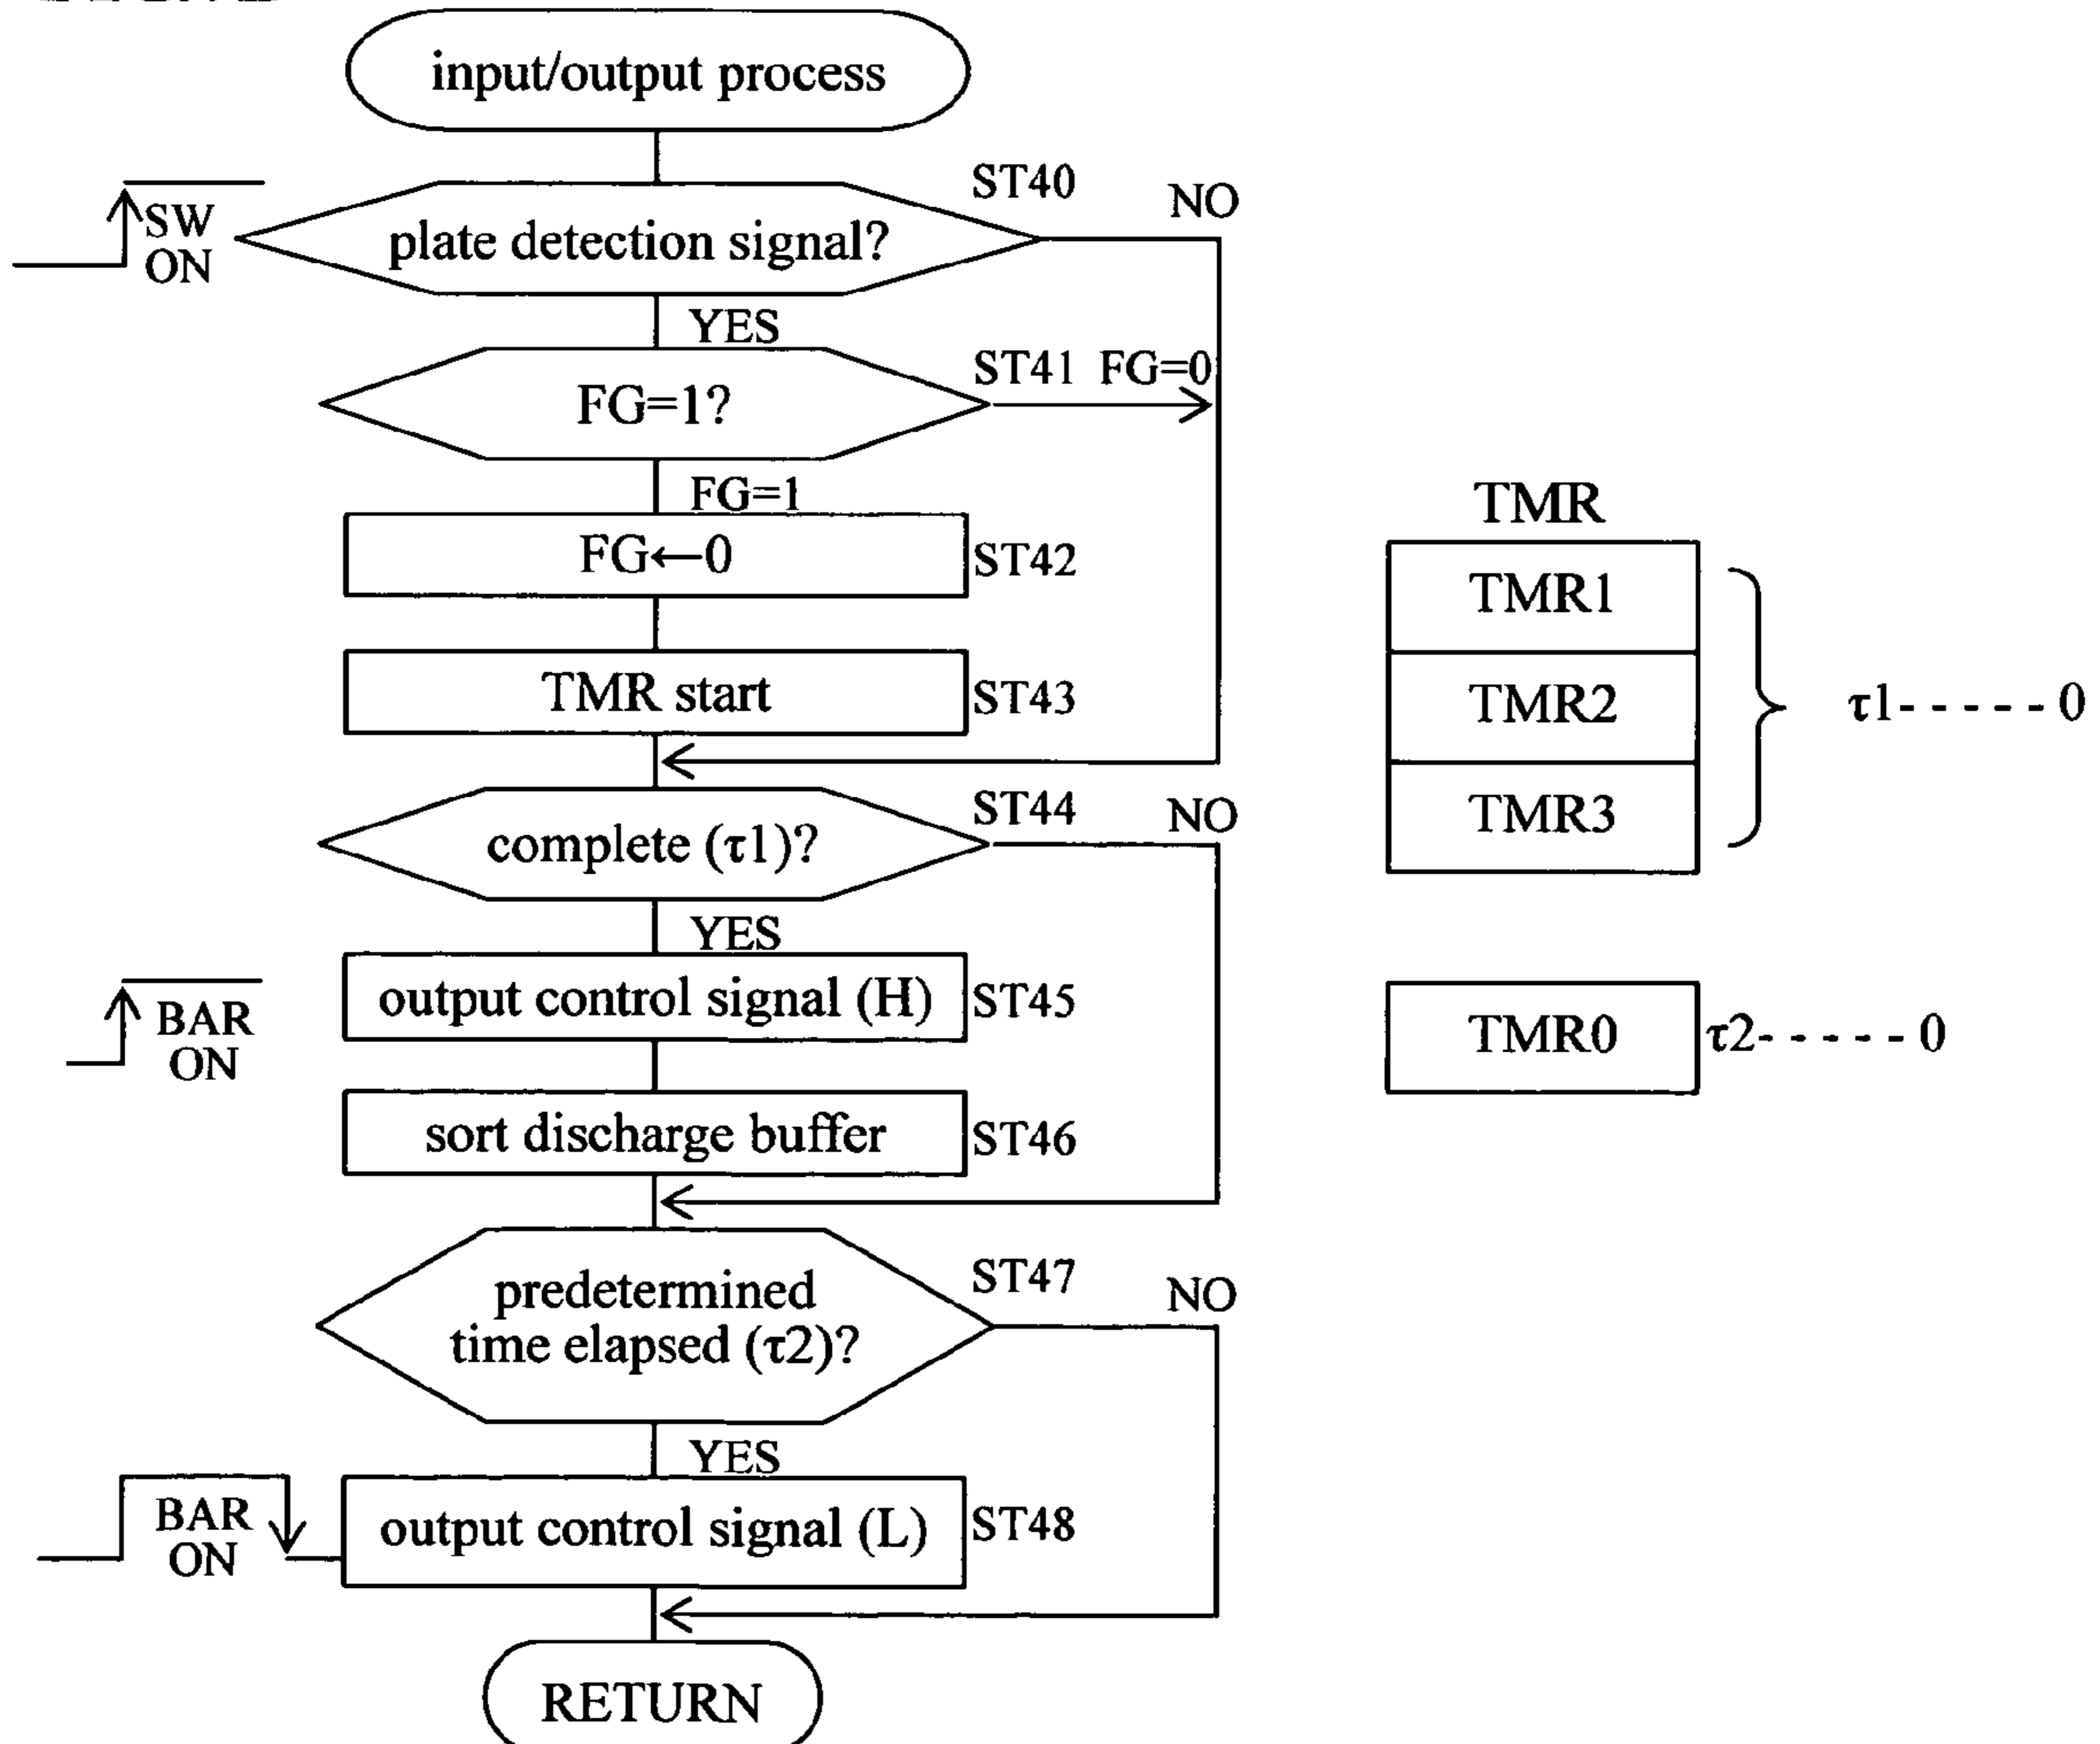 input/output process
ST40
NO
SW
ON
plate detection signal?
YES
ST41 FG=0
FG=1?
FG=1
FG←0
ST42
TMR start
ST43
ST44
NO
complete (τ1)?
YES
output control signal (H)
ST45
BAR
ON
sort discharge buffer
ST46
ST47
NO
predetermined
time elapsed (τ2)?
YES
BAR
ON
output control signal (L)
ST48
RETURN
TMR
TMR1
TMR2
TMR3
τ1-----0
TMR0
τ2-----0